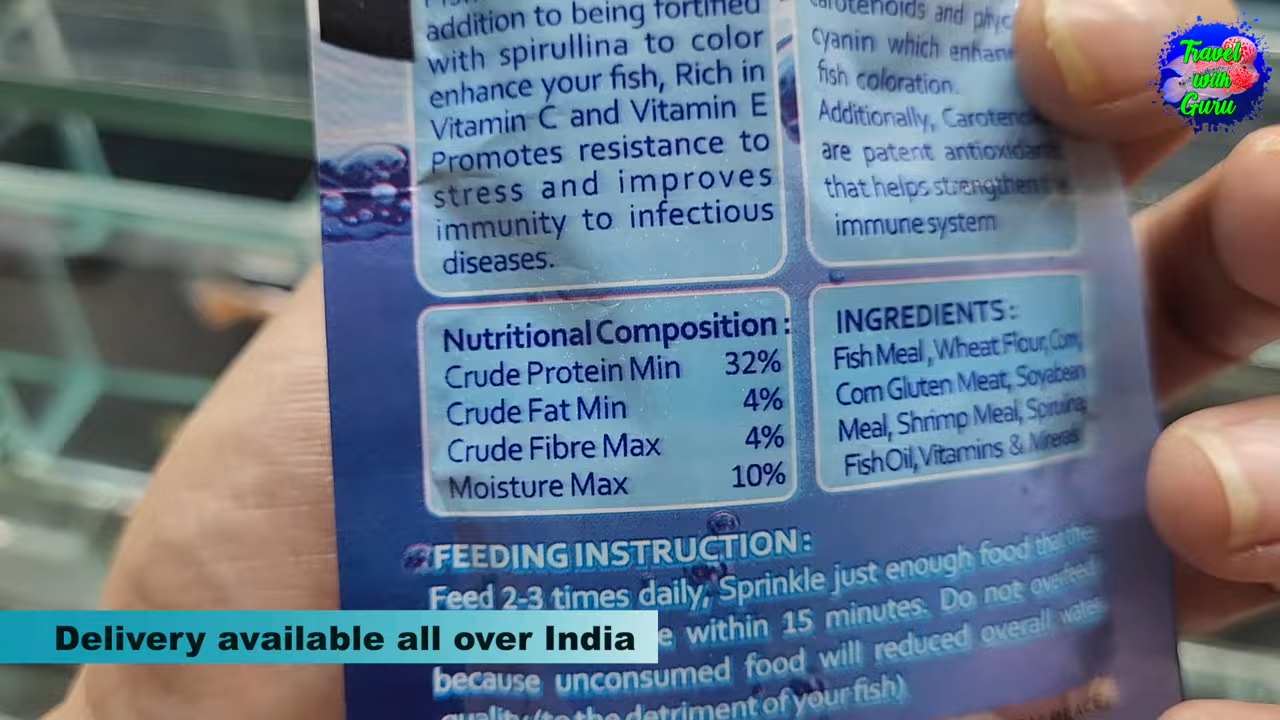 addition to being fortified
with spirullina to color
enhance your fish, Rich in
Vitamin C and Vitamin E
Promotes resistance to
stress and improves
immunity to infectious
diseases.
carotenoids and phyc
cyanin which enhan
fish coloration.
Additionally, Caroteno
are patent antioxidan
that helps strengthen
immune system
Nutritional Composition :
Crude Protein Min 32%
Crude Fat Min 4%
Crude Fibre Max 4%
Moisture Max 10%
INGREDIENTS :
Fish Meal, Wheat Flour, Corn,
Corn Gluten Meat, Soyabean
Meal, Shrimp Meal, Spirulina,
Fish Oil, Vitamins & Minerals
FEEDING INSTRUCTION :
Feed 2-3 times daily, Sprinkle just enough food that the
e within 15 minutes. Do not overfeed
because unconsumed food will reduced overall water
quality (to the detriment of your fish)
Delivery available all over India
Travel
with
Guru